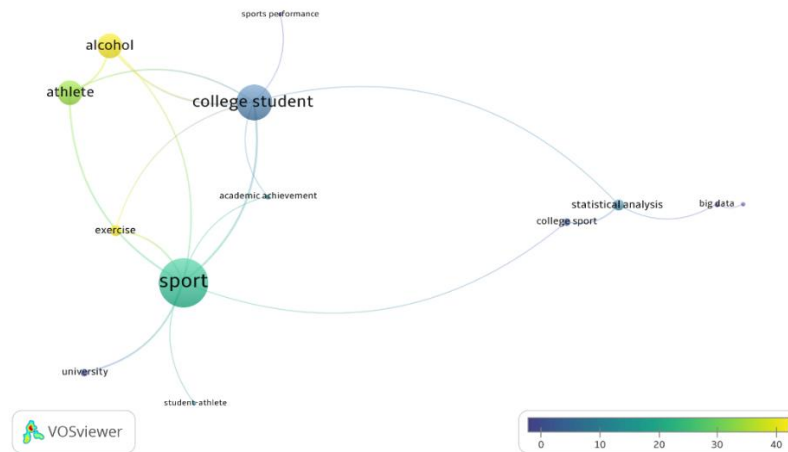 sports performance
alcohol
athlete
college student
academic achievement
statistical analysis
big data
college sport
exercise
sport
university
student-athlete
VOSviewer
0 10 20 30 40